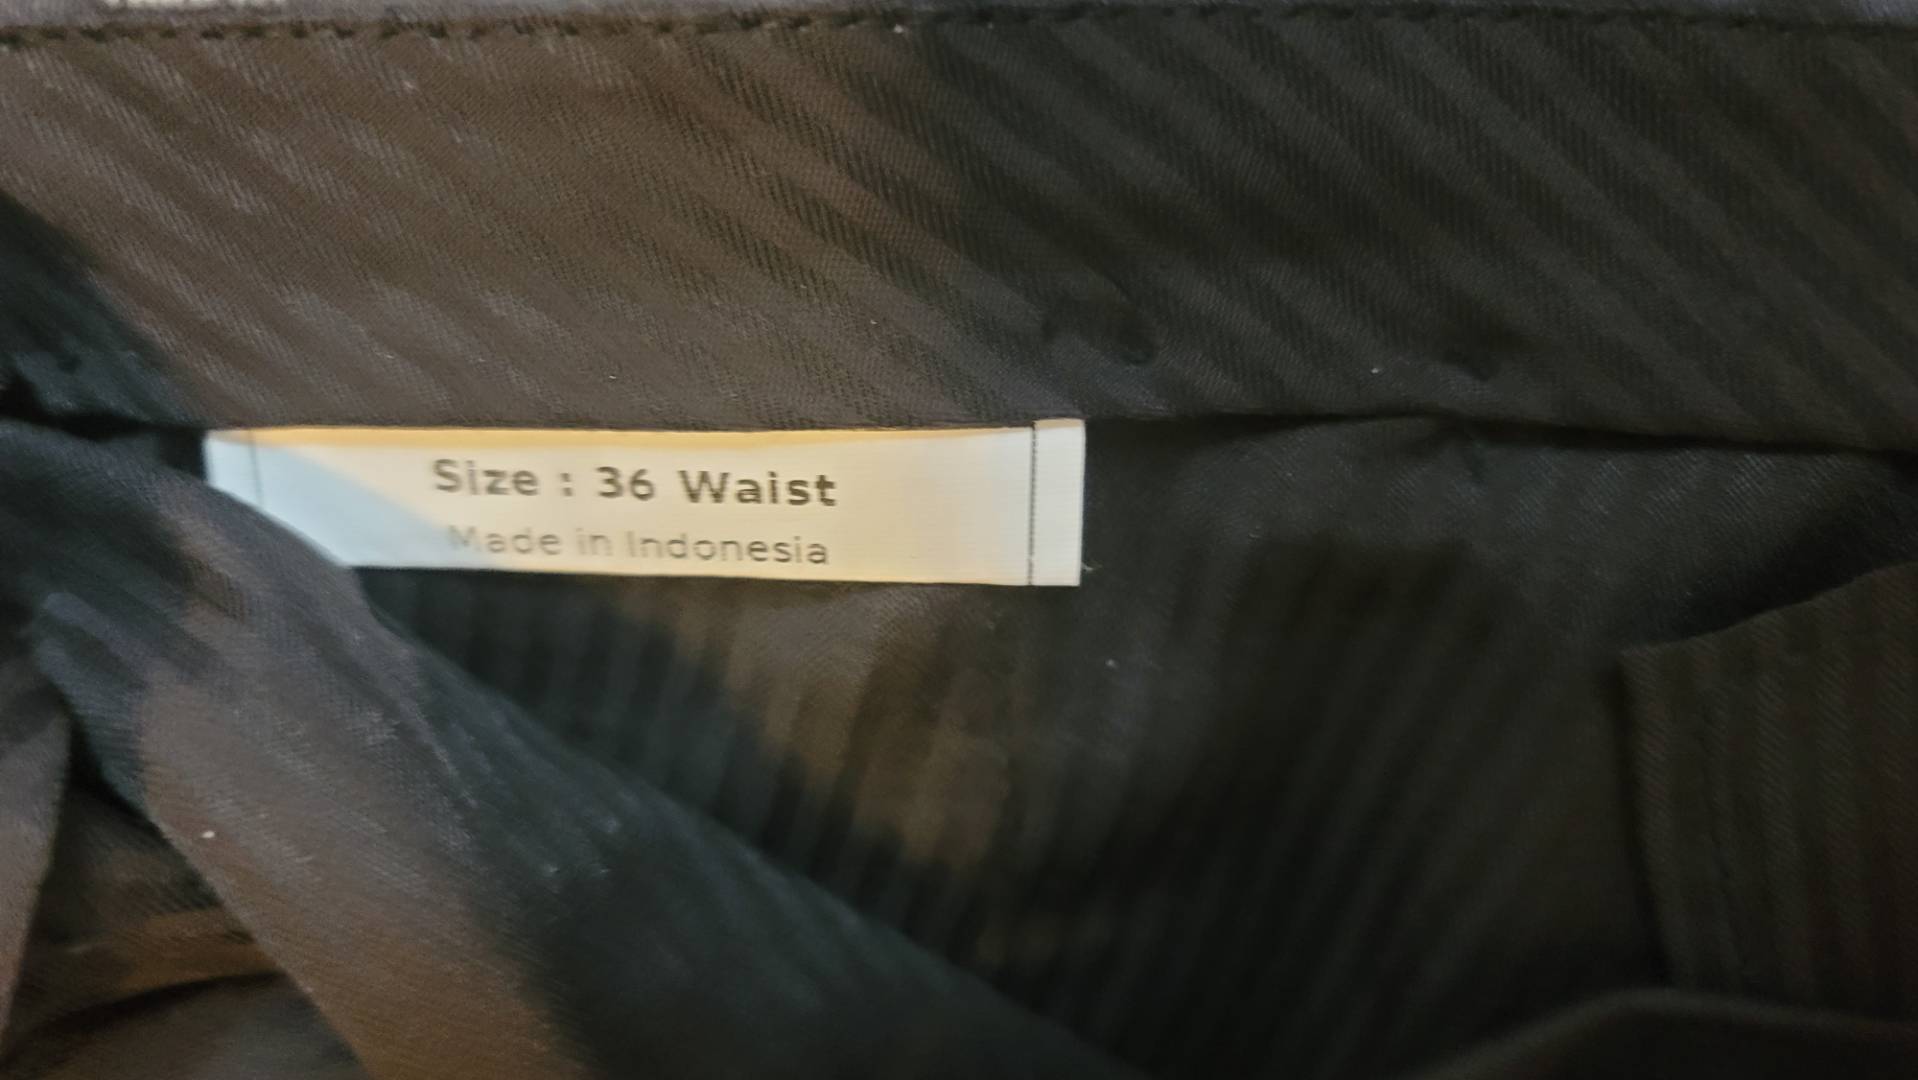 Size : 36 Waist
Made in Indonesia